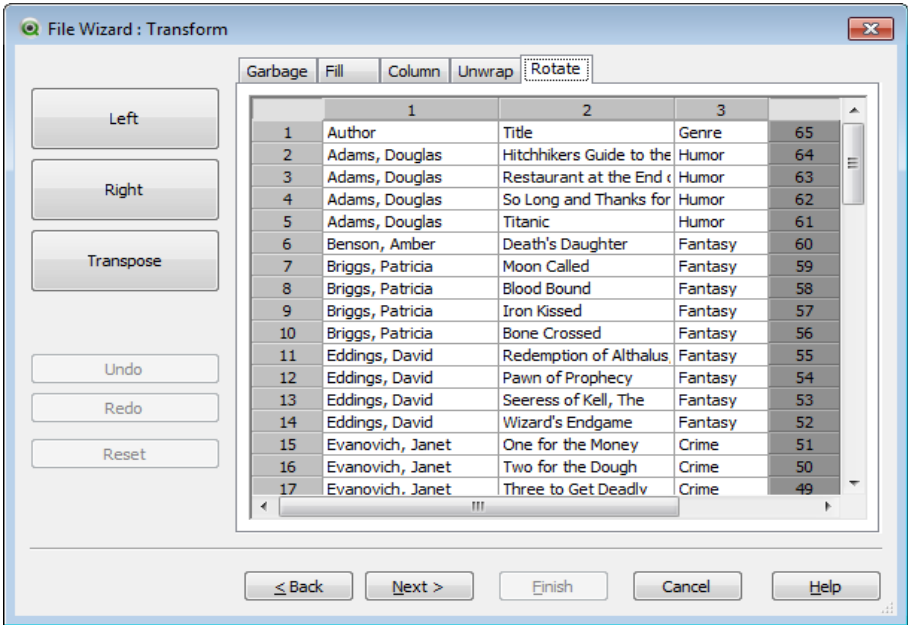 File Wizard : Transform
Garbage Fill Column Unwrap Rotate
Left
Right
Transpose
Undo
Redo
Reset
1 2 3
1 Author Title Genre 65
2 Adams, Douglas Hitchhikers Guide to the Humor 64
3 Adams, Douglas Restaurant at the End Humor 63
4 Adams, Douglas So Long and Thanks for Humor 62
5 Adams, Douglas Titanic Humor 61
6 Benson, Amber Death's Daughter Fantasy 60
7 Briggs, Patricia Moon Called Fantasy 59
8 Briggs, Patricia Blood Bound Fantasy 58
9 Briggs, Patricia Iron Kissed Fantasy 57
10 Briggs, Patricia Bone Crossed Fantasy 56
11 Eddings, David Redemption of Althalus, Fantasy 55
12 Eddings, David Pawn of Prophecy Fantasy 54
13 Eddings, David Seeress of Kell, The Fantasy 53
14 Eddings, David Wizard's Endgame Fantasy 52
15 Evanovich, Janet One for the Money Crime 51
16 Evanovich, Janet Two for the Dough Crime 50
17 Evanovich, Janet Three to Get Deadly Crime 49
< Back Next > Finish Cancel Help